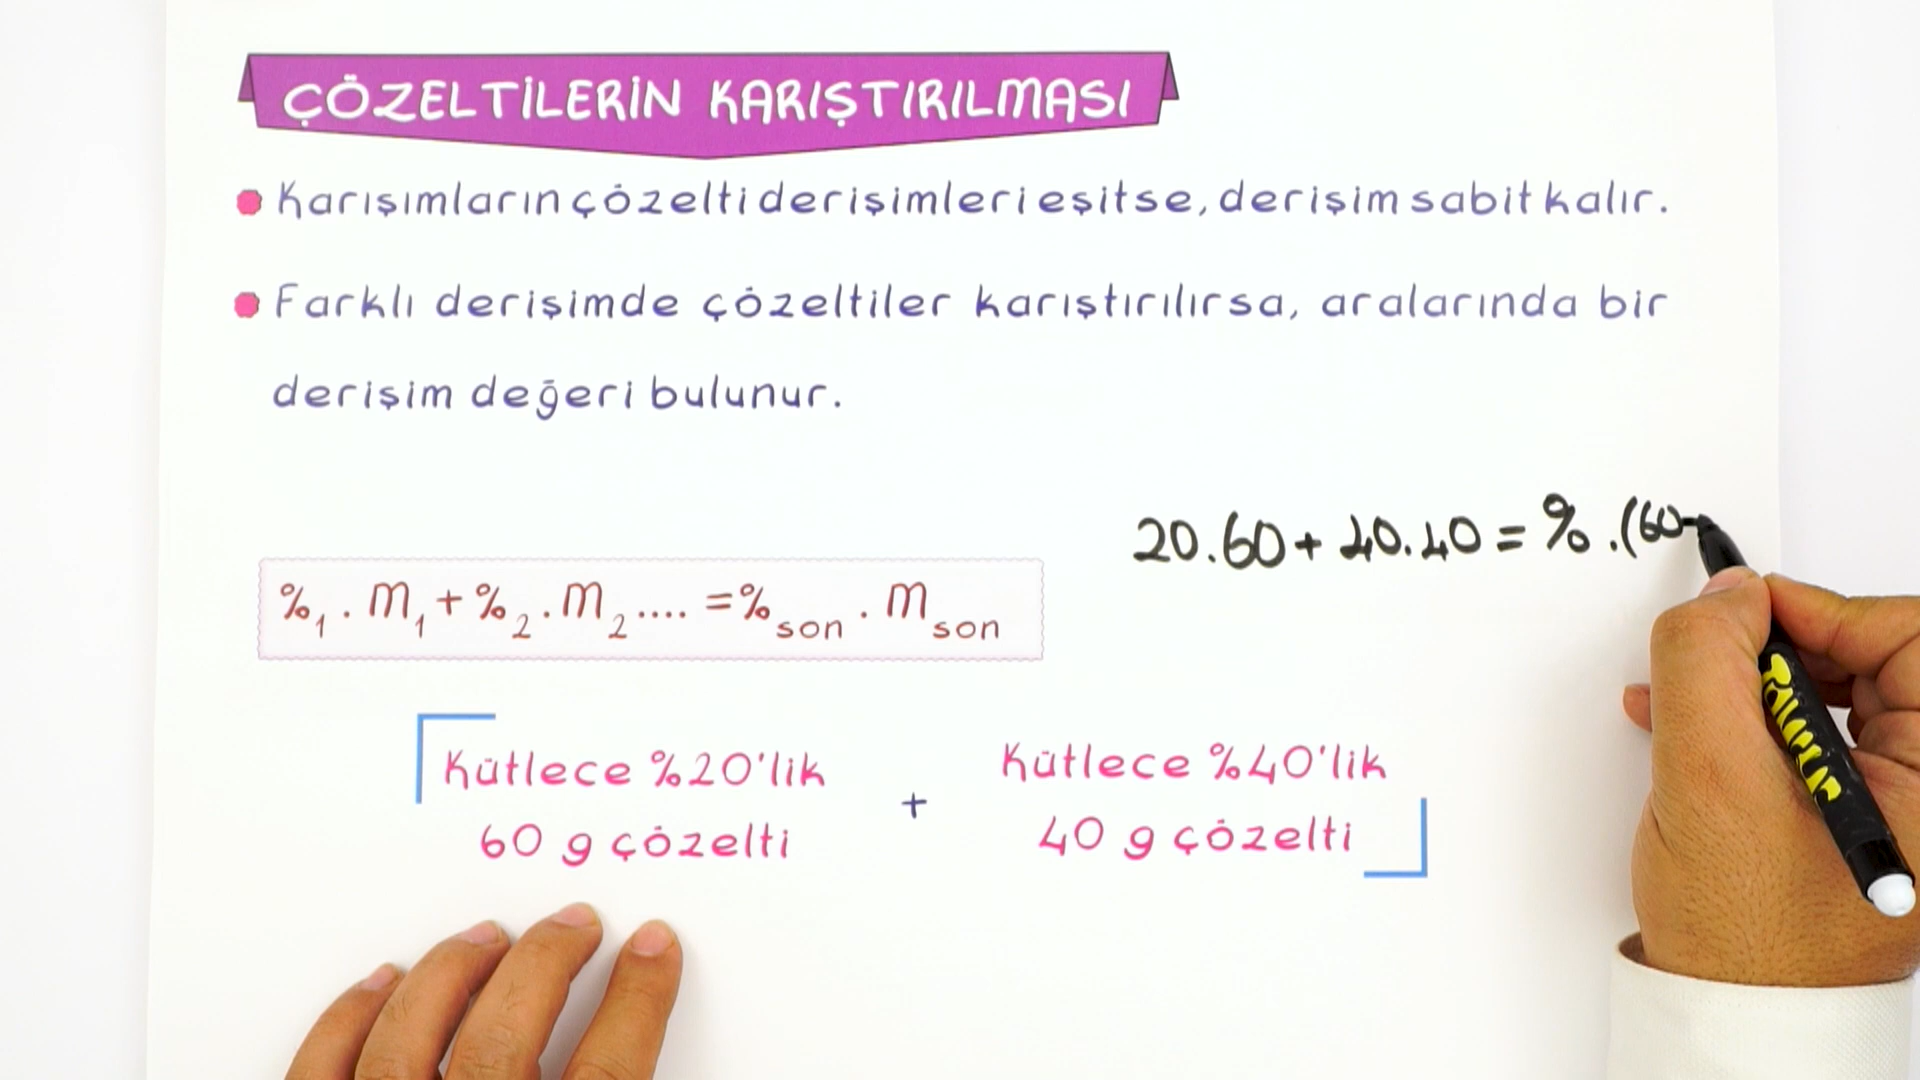 ÇÖZELTİLERİN KARIŞTIRILMASI
Karışımların çözelti derişimleri eşitse, derişim sabit kalır.
Farklı derişimde çözeltiler karıştırılırsa, aralarında bir
derişim değeri bulunur.
20.60 + 40.40 = % .(60+
%1 . m1 + %2 . m2 .... = %son . mson
Kütlece %20'lik
60 g çözelti
+
Kütlece %40'lik
40 g çözelti